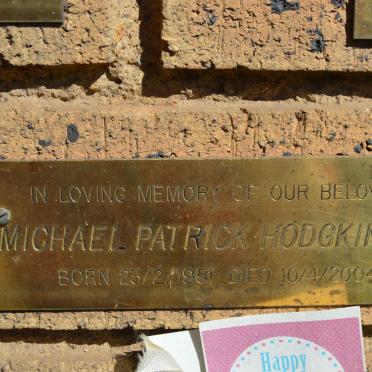 IN LOVING MEMORY OF OUR BELOV
MICHAEL PATRICK HODGKIN
BORN 23/2/1951 DIED 10/4/2004
Happy